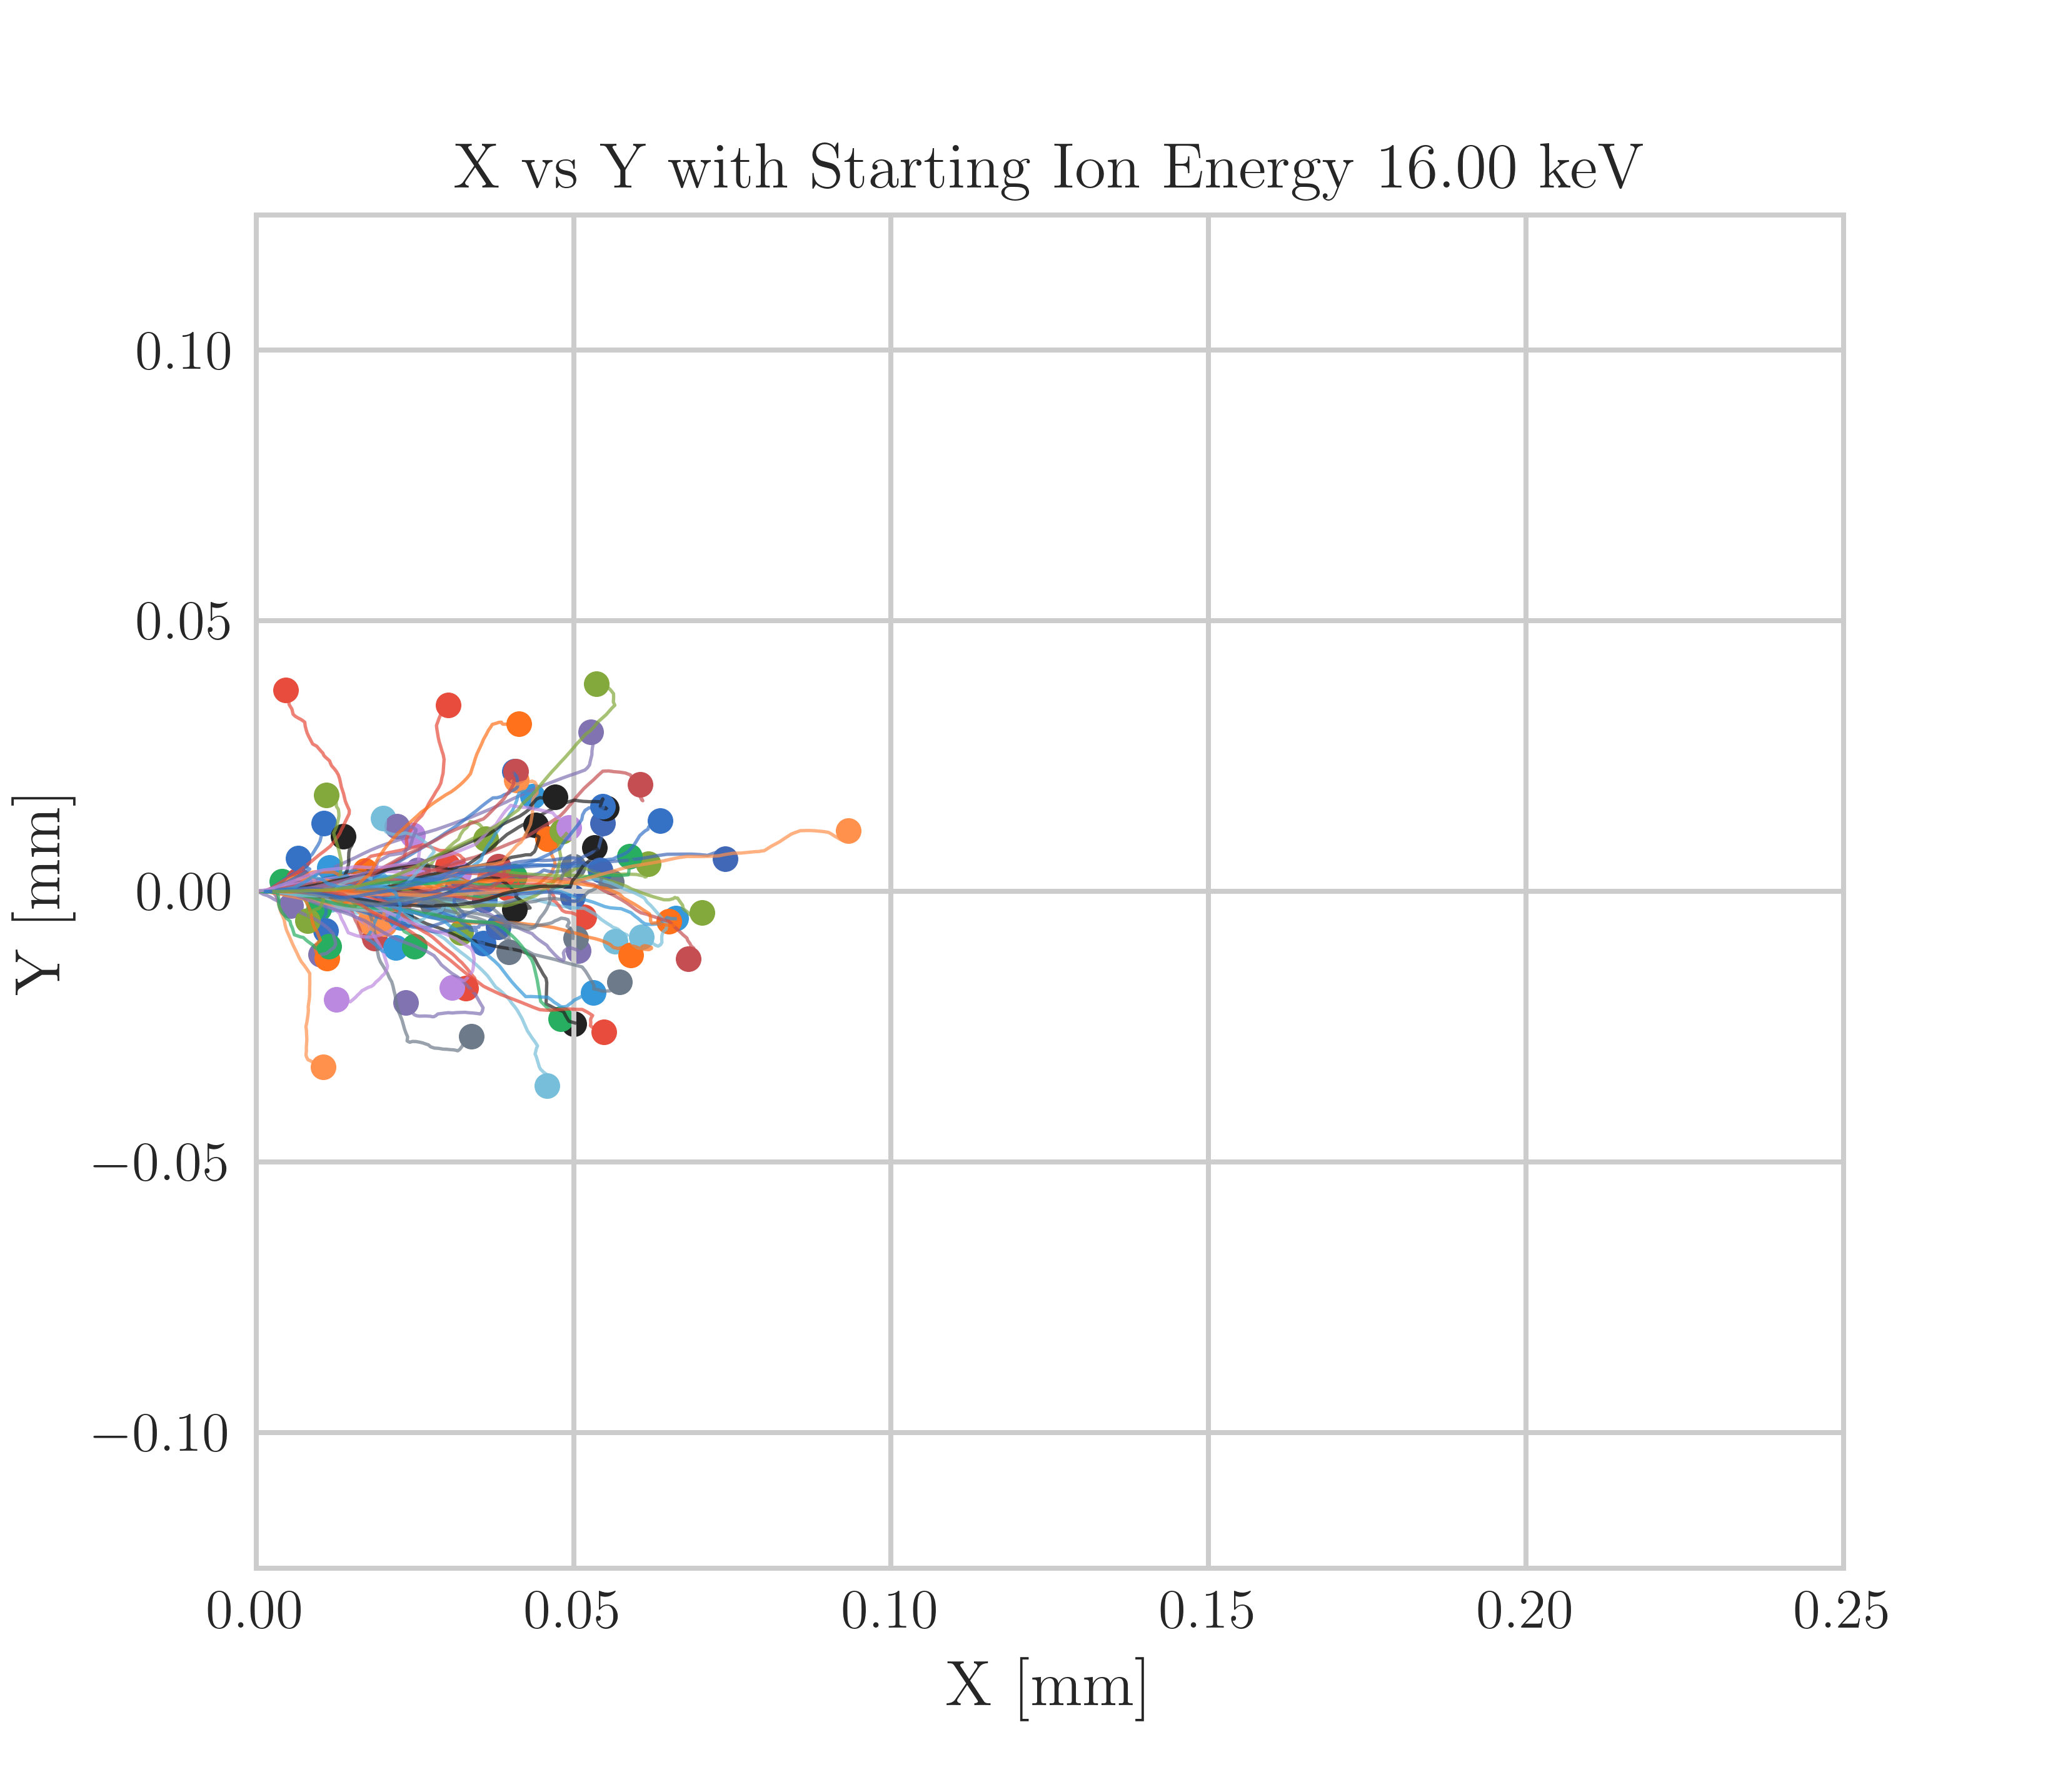 X vs Y with Starting Ion Energy 16.00 keV
0.10
0.05
0.00
−0.05
−0.10
Y [mm]
0.00 0.05 0.10 0.15 0.20 0.25
X [mm]